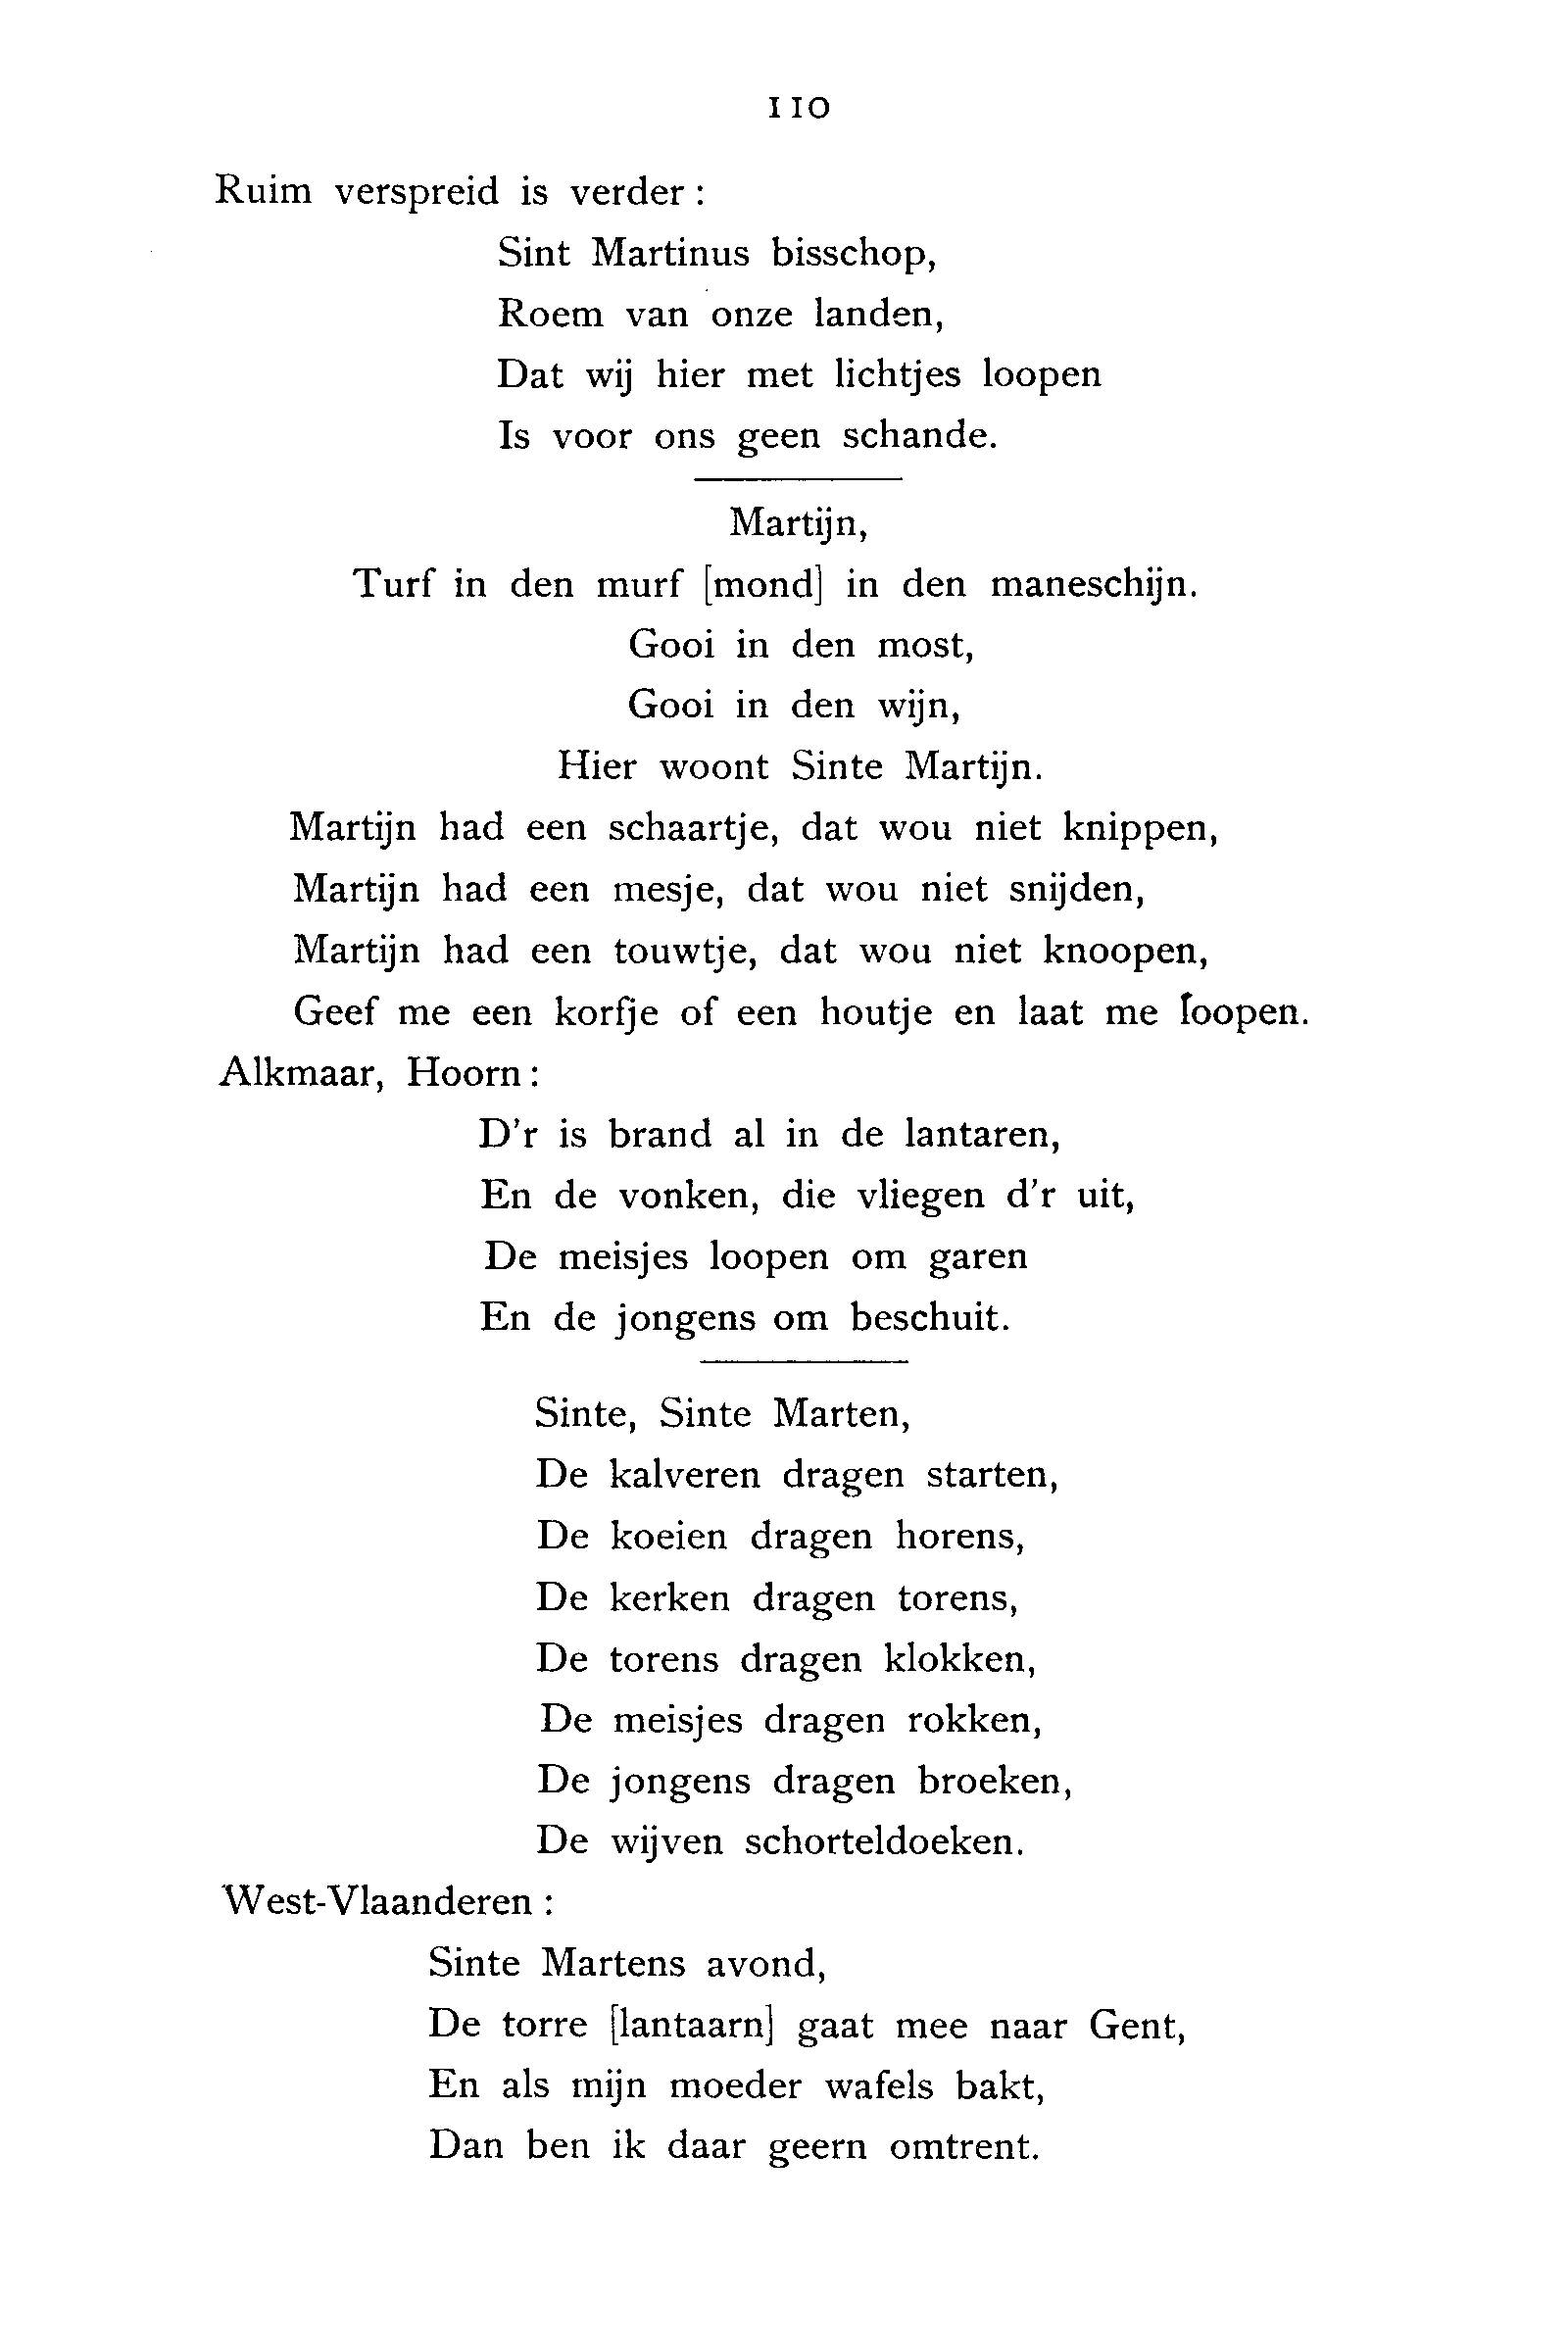 110
Ruim verspreid is verder :
Sint Martinus bisschop,
Roem van onze landen,
Dat wij hier met lichtjes loopen
Is voor ons geen schande.
Martijn,
Turf in den murf [mond] in den maneschijn.
Gooi in den most,
Gooi in den wijn,
Hier woont Sinte Martijn.
Martijn had een schaartje, dat wou niet knippen,
Martijn had een mesje, dat wou niet snijden,
Martijn had een touwtje, dat wou niet knoopen,
Geef me een korfje of een houtje en laat me loopen.
Alkmaar, Hoorn :
D'r is brand al in de lantaren,
En de vonken, die vliegen d'r uit,
De meisjes loopen om garen
En de jongens om beschuit.
Sinte, Sinte Marten,
De kalveren dragen starten,
De koeien dragen horens,
De kerken dragen torens,
De torens dragen klokken,
De meisjes dragen rokken,
De jongens dragen broeken,
De wijven schorteldoeken.
West-Vlaanderen :
Sinte Martens avond,
De torre [lantaarn] gaat mee naar Gent,
En als mijn moeder wafels bakt,
Dan ben ik daar geern omtrent.